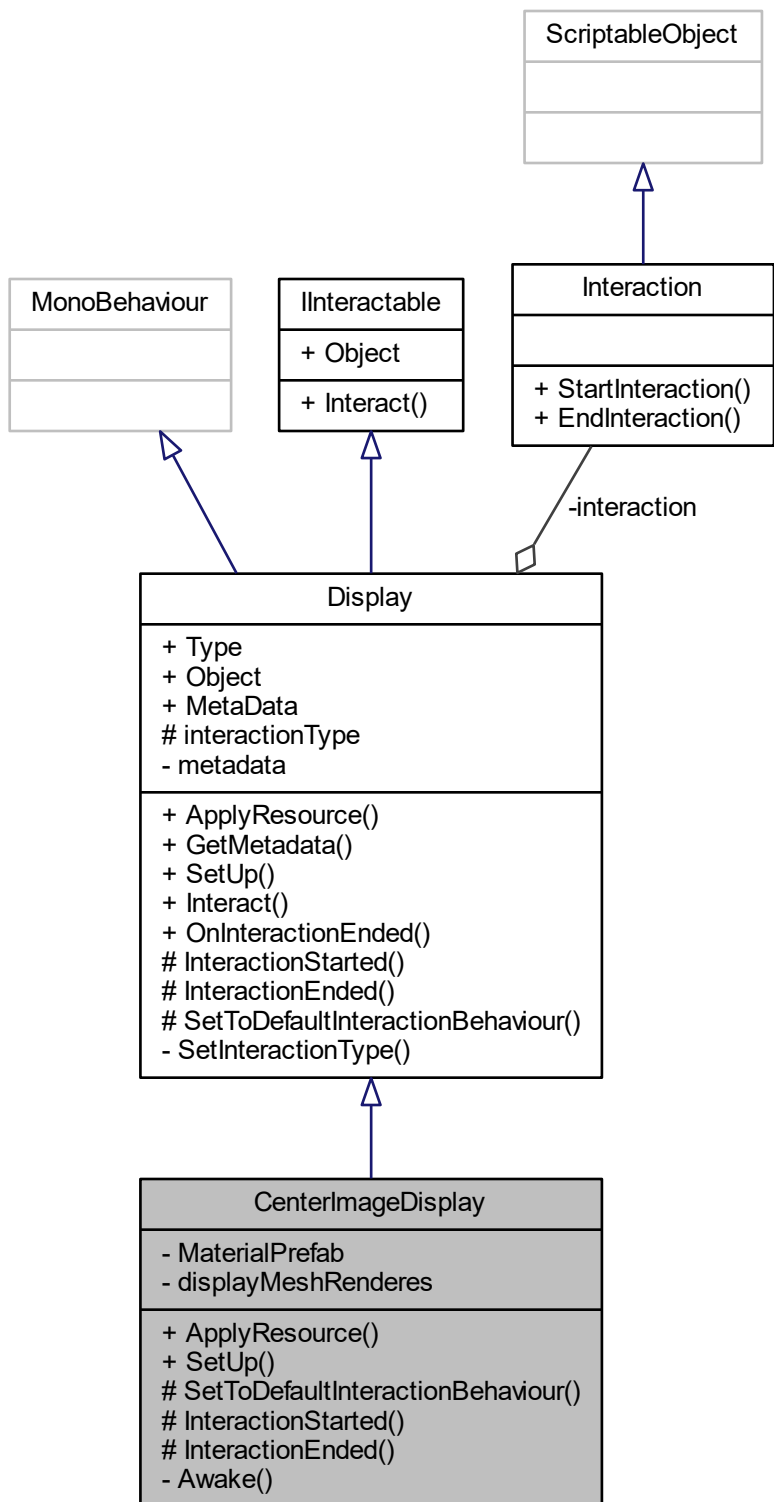 ScriptableObject
MonoBehaviour
IInteractable
+ Object
+ Interact()
Interaction
+ StartInteraction()
+ EndInteraction()
-interaction
Display
+ Type
+ Object
+ MetaData
# interactionType
- metadata
+ ApplyResource()
+ GetMetadata()
+ SetUp()
+ Interact()
+ OnInteractionEnded()
# InteractionStarted()
# InteractionEnded()
# SetToDefaultInteractionBehaviour()
- SetInteractionType()
CenterImageDisplay
- MaterialPrefab
- displayMeshRenderes
+ ApplyResource()
+ SetUp()
# SetToDefaultInteractionBehaviour()
# InteractionStarted()
# InteractionEnded()
- Awake()